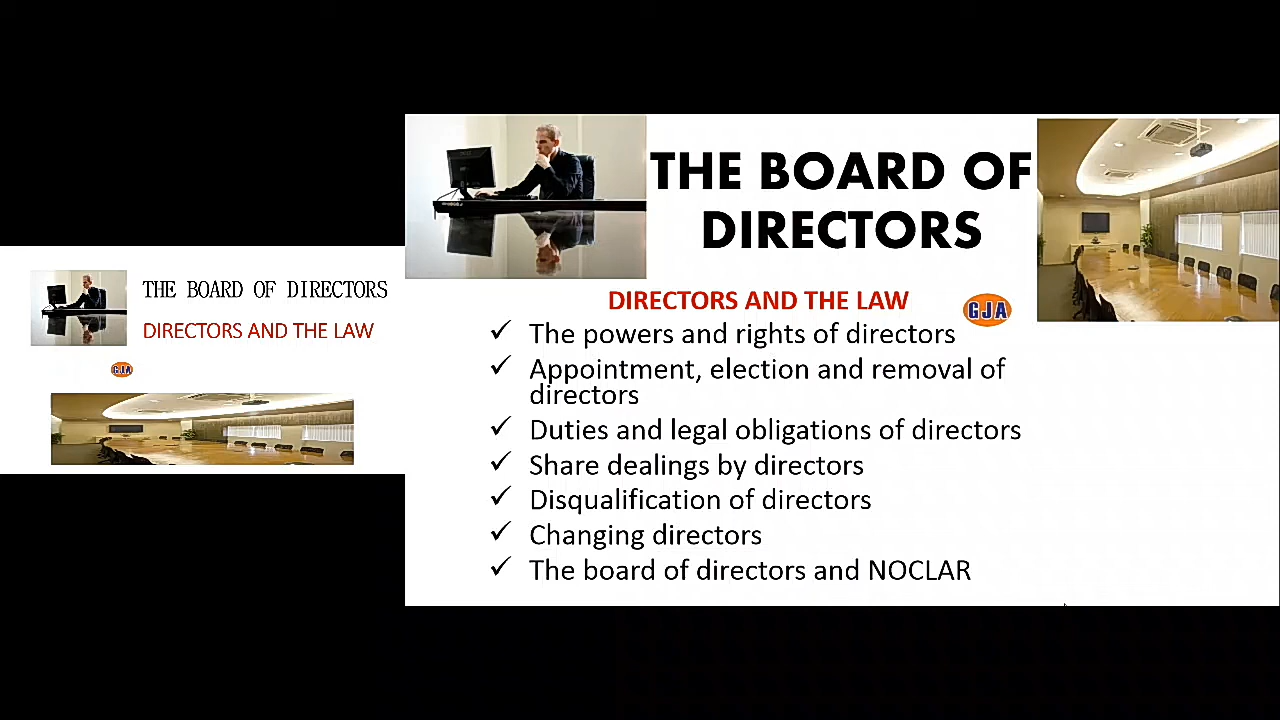 THE BOARD OF DIRECTORS
DIRECTORS AND THE LAW
GJA
THE BOARD OF
DIRECTORS
DIRECTORS AND THE LAW
GJA
✓ The powers and rights of directors
✓ Appointment, election and removal of
directors
✓ Duties and legal obligations of directors
✓ Share dealings by directors
✓ Disqualification of directors
✓ Changing directors
✓ The board of directors and NOCLAR